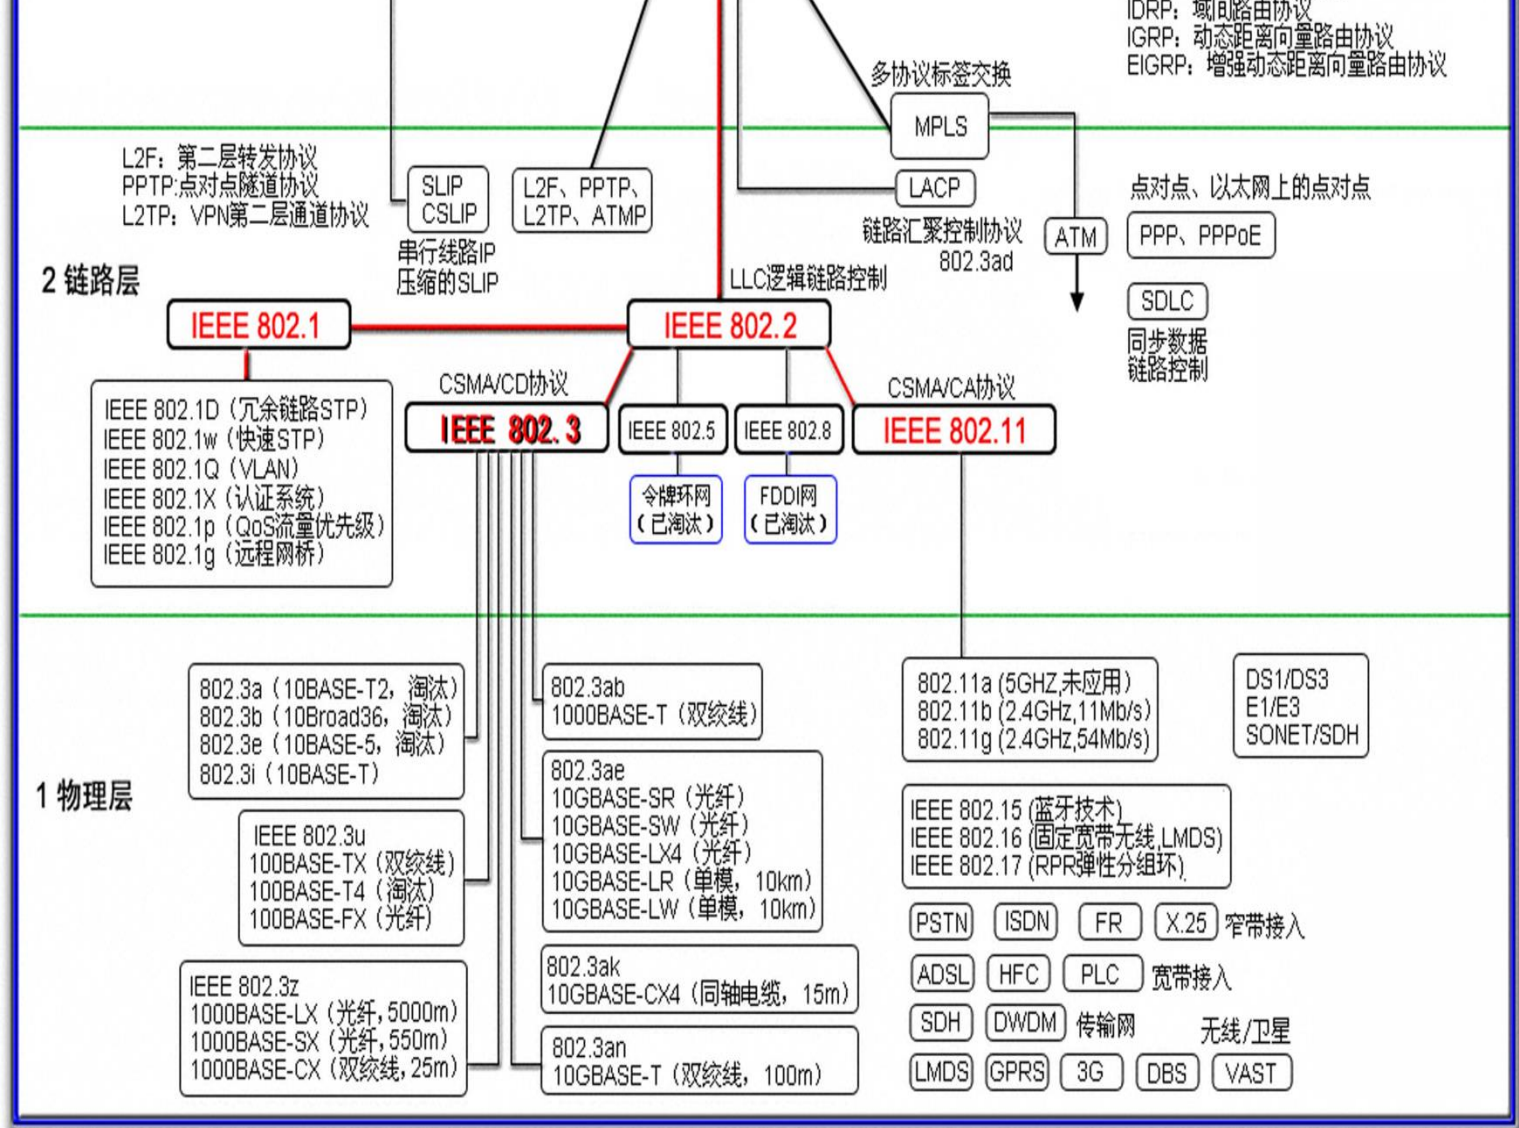 IDRP：域间路由协议
IGRP：动态距离向量路由协议
EIGRP：增强动态距离向量路由协议
多协议标签交换
MPLS
L2F：第二层转发协议
PPTP:点对点隧道协议
L2TP：VPN第二层通道协议
SLIP
CSLIP
串行线路IP
压缩的SLIP
L2F、PPTP、
L2TP、ATMP
LACP
链路汇聚控制协议
802.3ad
ATM
点对点、以太网上的点对点
PPP、PPPoE
SDLC
同步数据
链路控制
2 链路层
LLC逻辑链路控制
IEEE 802.1
IEEE 802.2
CSMA/CD协议
CSMA/CA协议
IEEE 802.3
IEEE 802.5
IEEE 802.8
IEEE 802.11
IEEE 802.1D（冗余链路STP）
IEEE 802.1w（快速STP）
IEEE 802.1Q（VLAN）
IEEE 802.1X（认证系统）
IEEE 802.1p（QoS流量优先级）
IEEE 802.1g（远程网桥）
令牌环网
（已淘汰）
FDDI网
（已淘汰）
1 物理层
802.3a（10BASE-T2，淘汰）
802.3b（10Broad36，淘汰）
802.3e（10BASE-5，淘汰）
802.3i（10BASE-T）
IEEE 802.3u
100BASE-TX（双绞线）
100BASE-T4（淘汰）
100BASE-FX（光纤）
IEEE 802.3z
1000BASE-LX（光纤,5000m）
1000BASE-SX（光纤,550m）
1000BASE-CX（双绞线,25m）
802.3ab
1000BASE-T（双绞线）
802.3ae
10GBASE-SR（光纤）
10GBASE-SW（光纤）
10GBASE-LX4（光纤）
10GBASE-LR（单模，10km）
10GBASE-LW（单模，10km）
802.3ak
10GBASE-CX4（同轴电缆，15m）
802.3an
10GBASE-T（双绞线，100m）
802.11a (5GHZ,未应用）
802.11b (2.4GHz,11Mb/s)
802.11g (2.4GHz,54Mb/s)
DS1/DS3
E1/E3
SONET/SDH
IEEE 802.15 (蓝牙技术)
IEEE 802.16 (固定宽带无线,LMDS)
IEEE 802.17 (RPR弹性分组环)
PSTN ISDN FR X.25 窄带接入
ADSL HFC PLC 宽带接入
SDH DWDM 传输网 无线/卫星
LMDS GPRS 3G DBS VAST